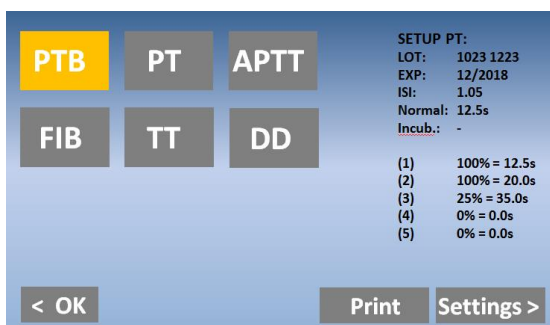 PTB PT APTT
FIB TT DD
SETUP PT:
LOT: 1023 1223
EXP: 12/2018
ISI: 1.05
Normal: 12.5s
Incub.: -
(1) 100% = 12.5s
(2) 100% = 20.0s
(3) 25% = 35.0s
(4) 0% = 0.0s
(5) 0% = 0.0s
< OK Print Settings >